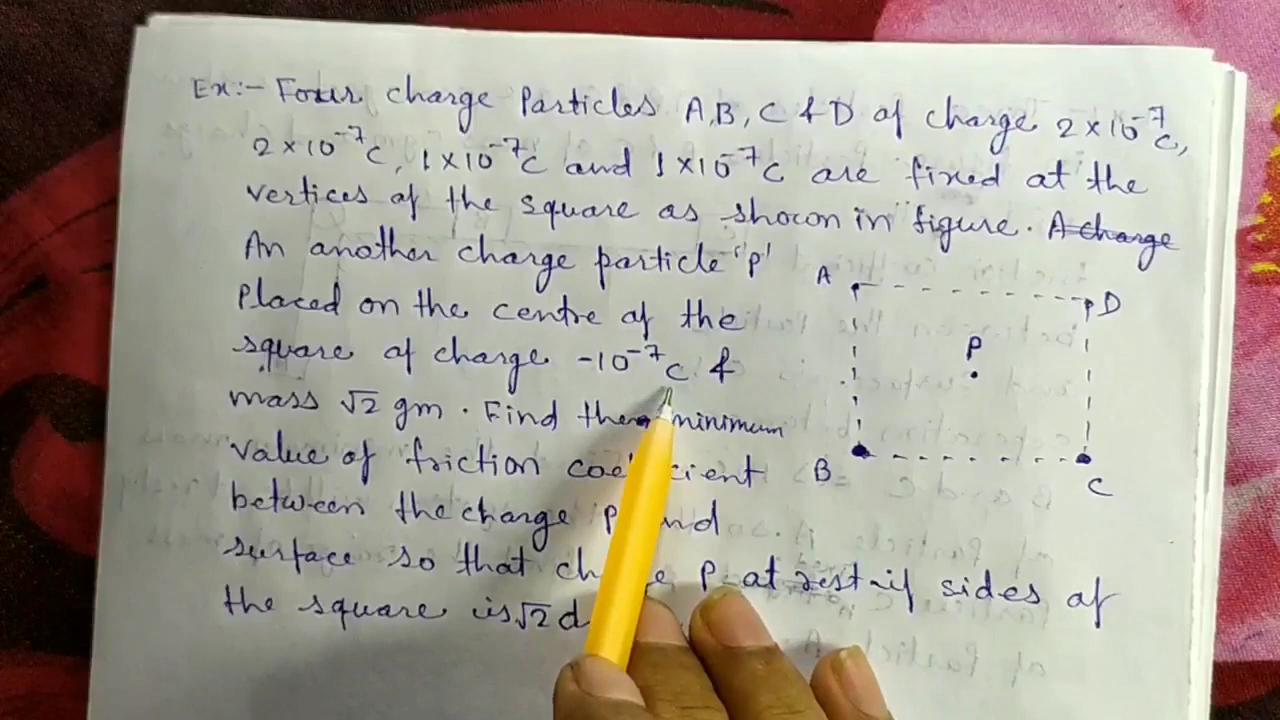 Ex:- Four charge Particles A,B, C & D of charge 2×10⁻⁷c,
2×10⁻⁷c, 1×10⁻⁷c and 1×10⁻⁷c are fixed at the
vertices of the square as shown in figure. A charge
An another charge particle 'p'
Placed on the centre of the
square of charge -10⁻⁷c &
mass √2 gm. Find the minimum
value of friction
between the charge
surface so that P at rest if sides of
the square is √2
A
D
P
B
C